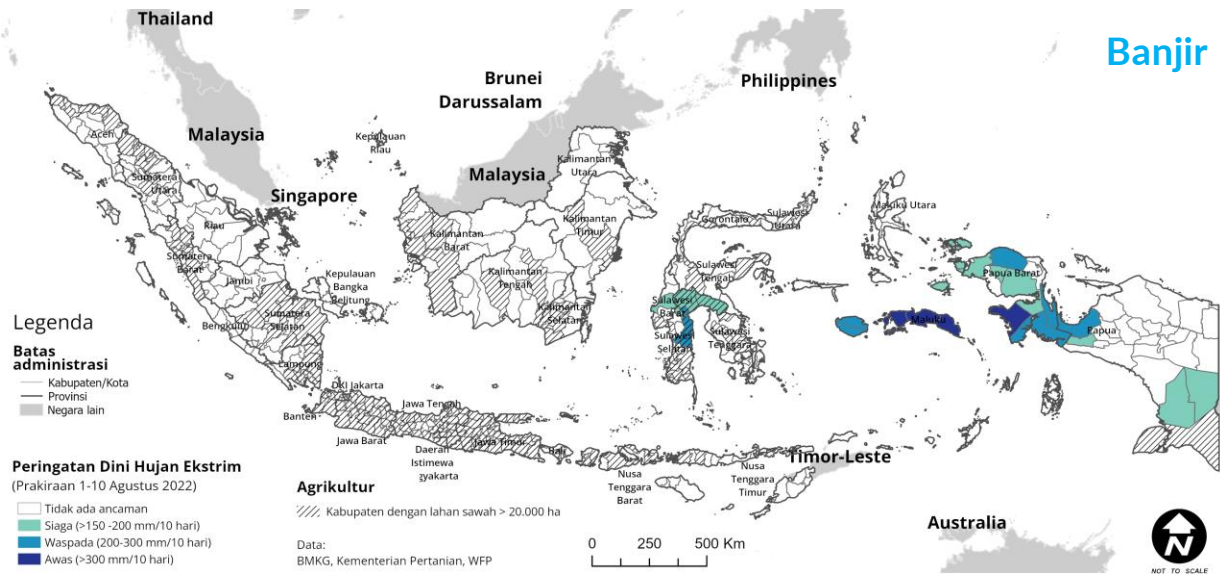 Banjir
Thailand
Brunei
Darussalam
Philippines
Malaysia
Malaysia
Singapore
Timor-Leste
Australia
Aceh
Sumatera
Utara
Riau
Kepulauan
Riau
Sumatera
Barat
Jambi
Kepulauan
Bangka
Belitung
Bengkulu
Sumatera
Selatan
Lampung
DKI Jakarta
Banten
Jawa Barat
Jawa Tengah
Daerah
Istimewa
gyakarta
Jawa Timur
Bali
Nusa
Tenggara
Barat
Nusa
Tenggara
Timur
Kalimantan
Barat
Kalimantan
Tengah
Kalimantan
Selatan
Kalimantan
Timur
Kalimantan
Utara
Gorontalo
Sulawesi
Utara
Sulawesi
Tengah
Sulawesi
Barat
Sulawesi
Selatan
Sulawesi
Tenggara
Maluku Utara
Maluku
Papua Barat
Papua
Legenda
Batas
administrasi
Kabupaten/Kota
Provinsi
Negara lain
Peringatan Dini Hujan Ekstrim
(Prakiraan 1-10 Agustus 2022)
Tidak ada ancaman
Siaga (>150 -200 mm/10 hari)
Waspada (200-300 mm/10 hari)
Awas (>300 mm/10 hari)
Agrikultur
Kabupaten dengan lahan sawah > 20.000 ha
Data:
BMKG, Kementerian Pertanian, WFP
0 250 500 Km
N
NOT TO SCALE